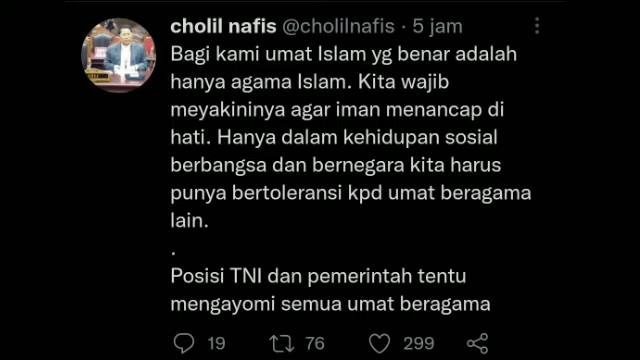 cholil nafis @cholilnafis · 5 jam
Bagi kami umat Islam yg benar adalah
hanya agama Islam. Kita wajib
meyakininya agar iman menancap di
hati. Hanya dalam kehidupan sosial
berbangsa dan bernegara kita harus
punya bertoleransi kpd umat beragama
lain.
.
Posisi TNI dan pemerintah tentu
mengayomi semua umat beragama
19 76 299